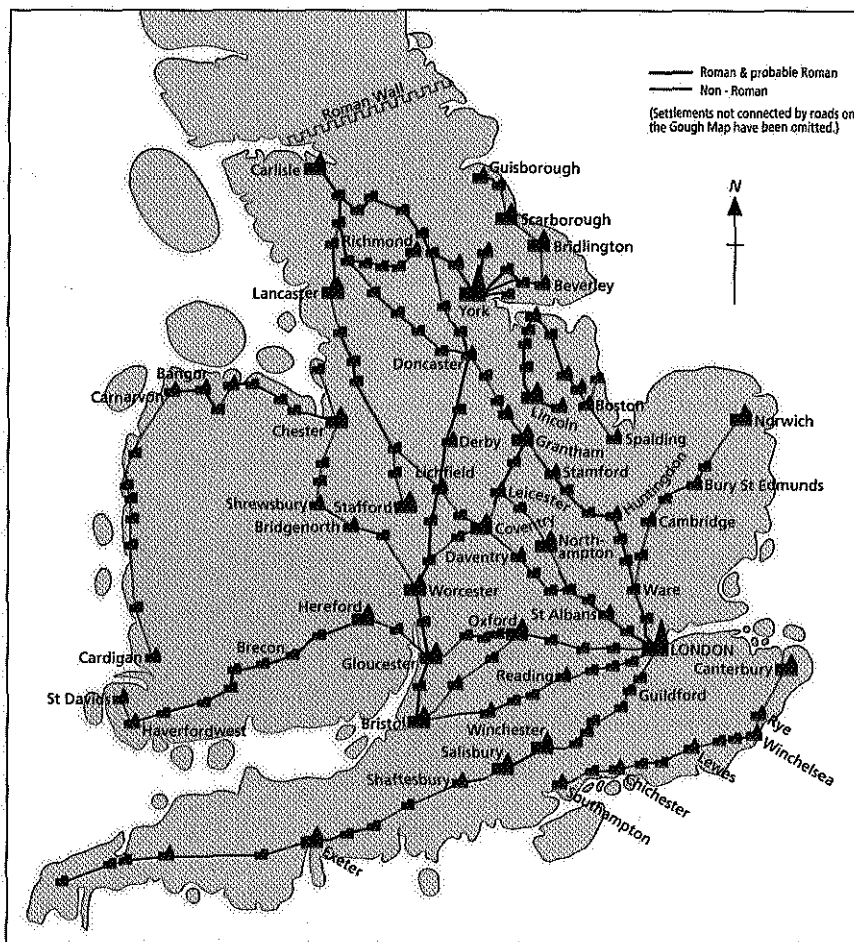 Roman & probable Roman
Non - Roman
(Settlements not connected by roads on
the Gough Map have been omitted.)
N
Roman Wall
Carlisle
Guisborough
Scarborough
Richmond
Bridlington
Lancaster
York
Beverley
Doncaster
Bangor
Carnarvon
Chester
Lincoln
Boston
Norwich
Derby
Grantham
Spalding
Lichfield
Stamford
Huntingdon
Bury St Edmunds
Shrewsbury
Stafford
Leicester
Bridgenorth
Coventry
Cambridge
Daventry
North-
ampton
Worcester
Ware
Hereford
Oxford
St Albans
Brecon
LONDON
Cardigan
Gloucester
Canterbury
Reading
St Davids
Guildford
Haverfordwest
Bristol
Winchester
Rye
Salisbury
Winchelsea
Shaftesbury
Lewes
Chichester
Southampton
Exeter